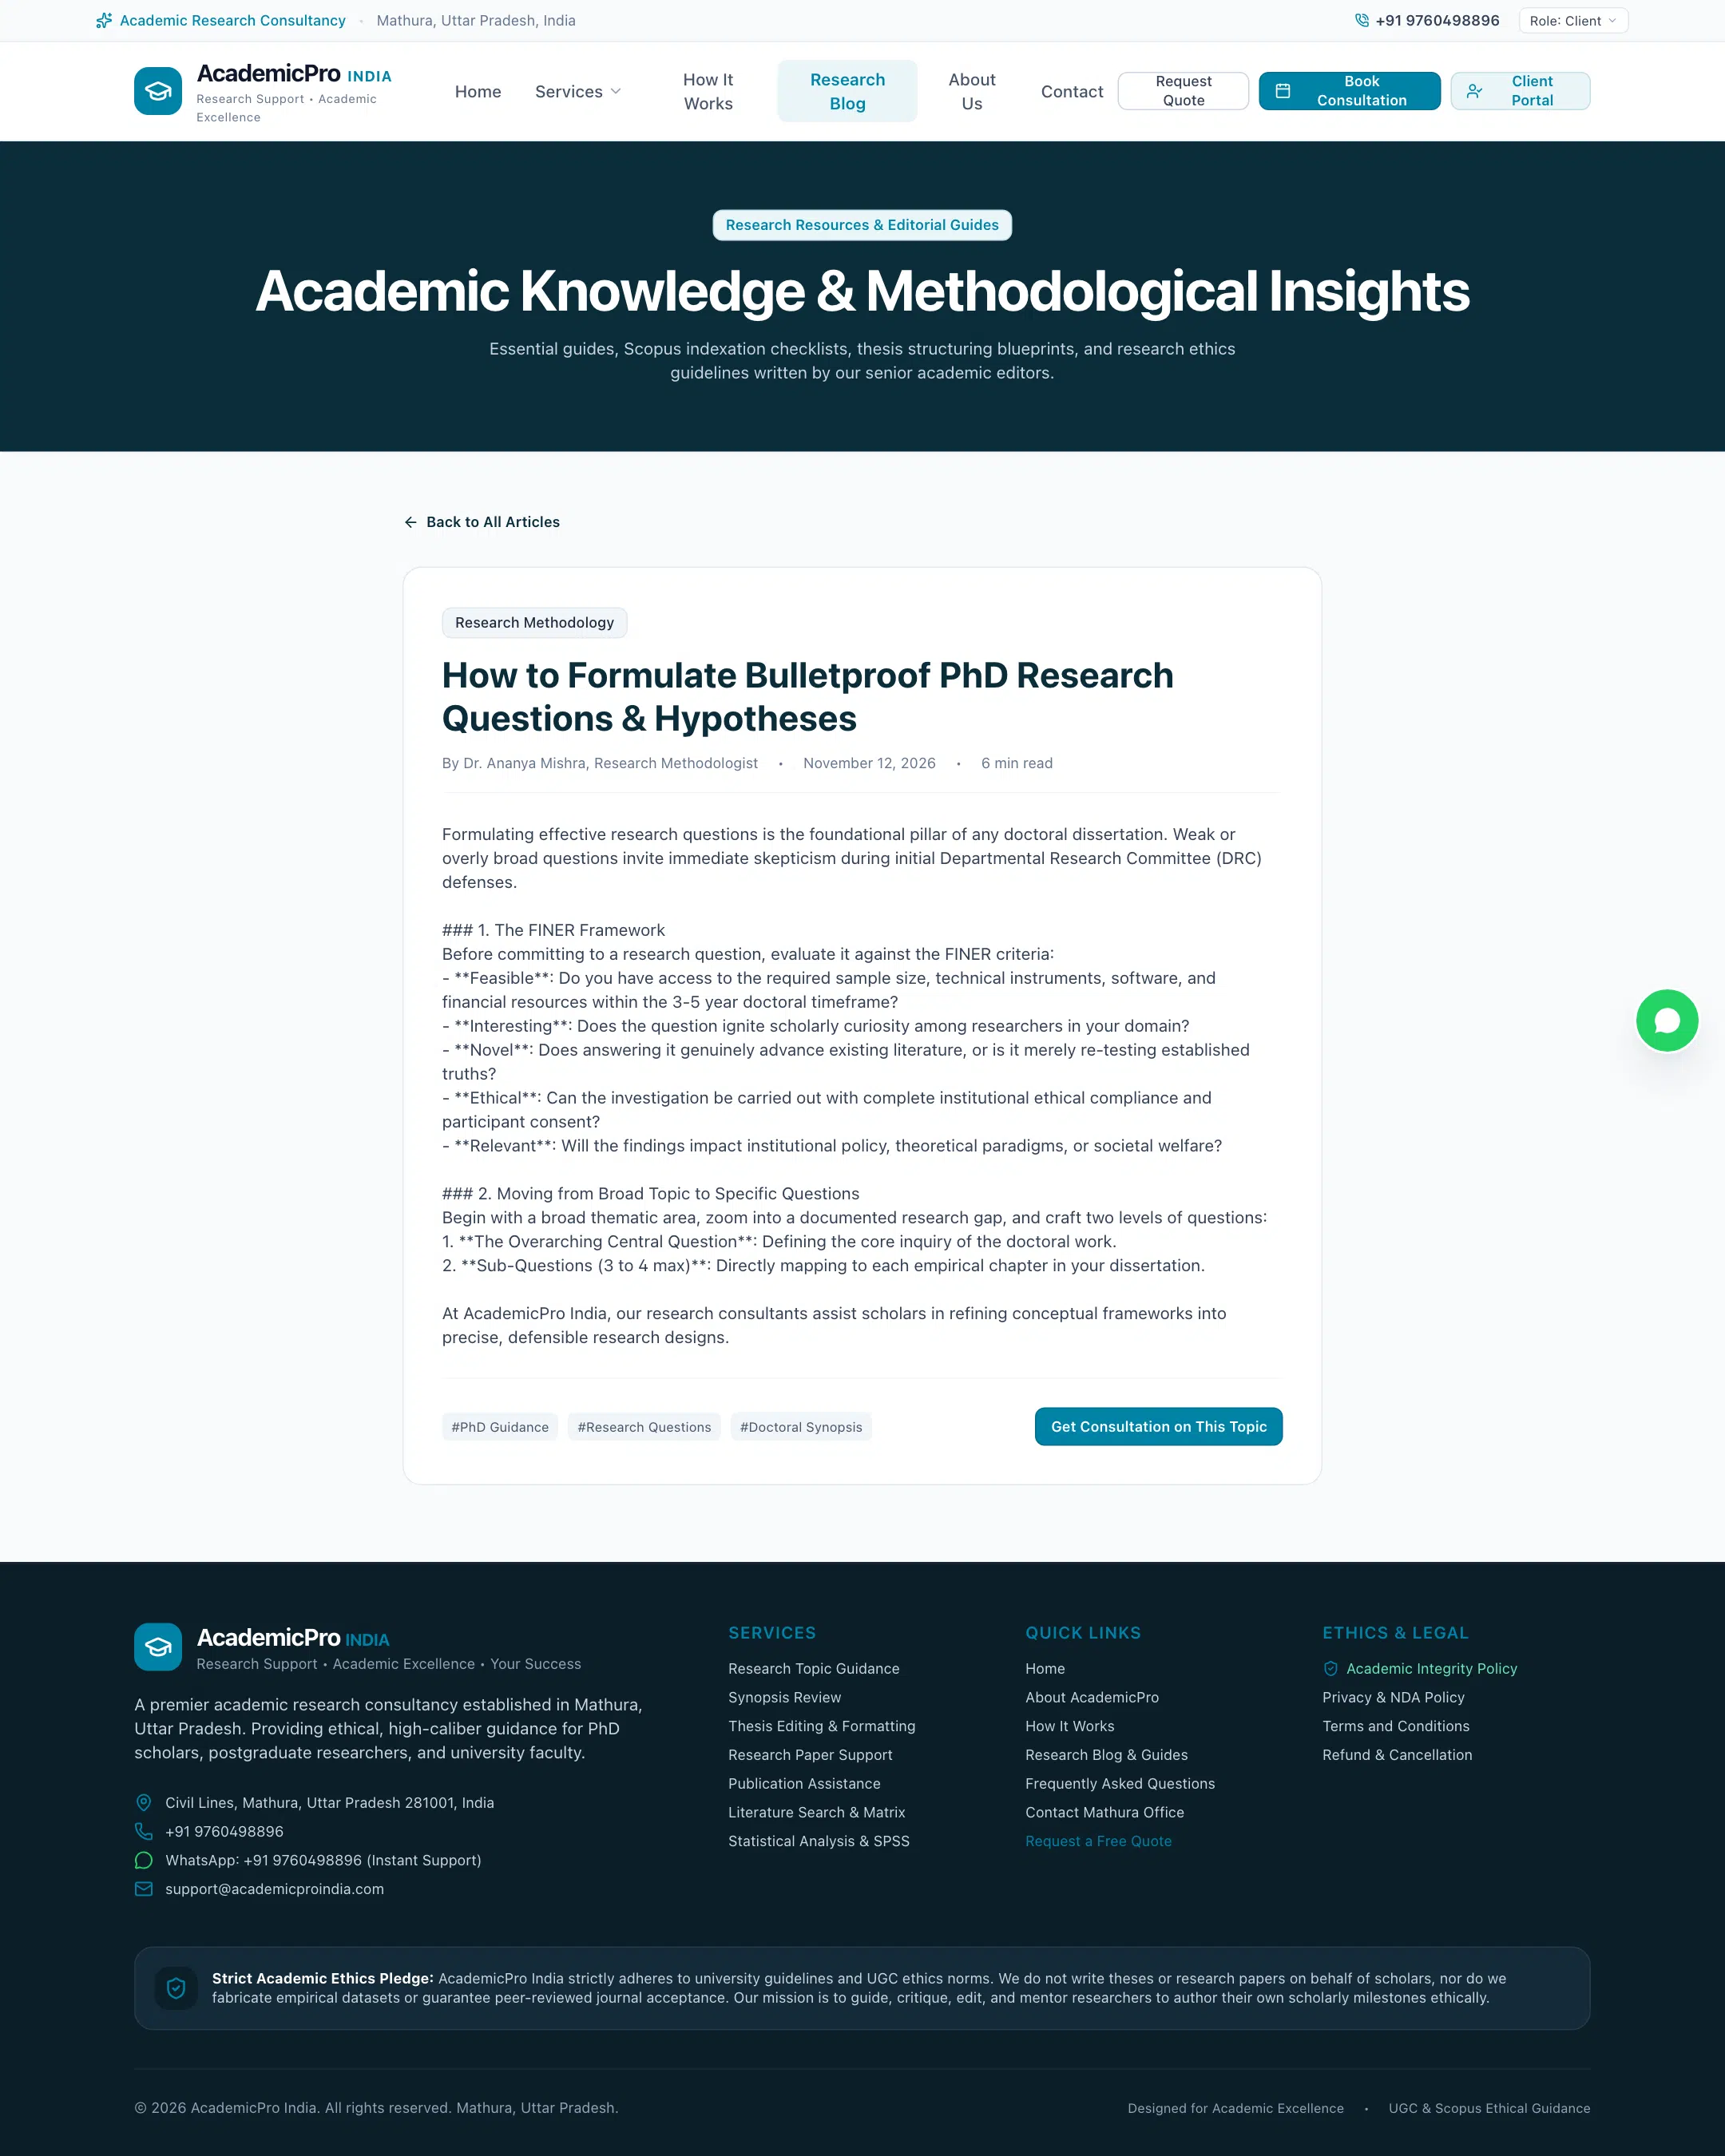 Academic Research Consultancy • Mathura, Uttar Pradesh, India
+91 9760498896
Role: Client
AcademicPro INDIA
Research Support • Academic
Excellence
Home
Services
How It
Works
Research
Blog
About
Us
Contact
Request
Quote
Book
Consultation
Client
Portal
Research Resources & Editorial Guides
Academic Knowledge & Methodological Insights
Essential guides, Scopus indexation checklists, thesis structuring blueprints, and research ethics
guidelines written by our senior academic editors.
Back to All Articles
Research Methodology
How to Formulate Bulletproof PhD Research
Questions & Hypotheses
By Dr. Ananya Mishra, Research Methodologist • November 12, 2026 • 6 min read
Formulating effective research questions is the foundational pillar of any doctoral dissertation. Weak or
overly broad questions invite immediate skepticism during initial Departmental Research Committee (DRC)
defenses.
### 1. The FINER Framework
Before committing to a research question, evaluate it against the FINER criteria:
- **Feasible**: Do you have access to the required sample size, technical instruments, software, and
financial resources within the 3-5 year doctoral timeframe?
- **Interesting**: Does the question ignite scholarly curiosity among researchers in your domain?
- **Novel**: Does answering it genuinely advance existing literature, or is it merely re-testing established
truths?
- **Ethical**: Can the investigation be carried out with complete institutional ethical compliance and
participant consent?
- **Relevant**: Will the findings impact institutional policy, theoretical paradigms, or societal welfare?
### 2. Moving from Broad Topic to Specific Questions
Begin with a broad thematic area, zoom into a documented research gap, and craft two levels of questions:
1. **The Overarching Central Question**: Defining the core inquiry of the doctoral work.
2. **Sub-Questions (3 to 4 max)**: Directly mapping to each empirical chapter in your dissertation.
At AcademicPro India, our research consultants assist scholars in refining conceptual frameworks into
precise, defensible research designs.
#PhD Guidance
#Research Questions
#Doctoral Synopsis
Get Consultation on This Topic
AcademicPro INDIA
Research Support • Academic Excellence • Your Success
A premier academic research consultancy established in Mathura,
Uttar Pradesh. Providing ethical, high-caliber guidance for PhD
scholars, postgraduate researchers, and university faculty.
Civil Lines, Mathura, Uttar Pradesh 281001, India
+91 9760498896
WhatsApp: +91 9760498896 (Instant Support)
support@academicproindia.com
SERVICES
Research Topic Guidance
Synopsis Review
Thesis Editing & Formatting
Research Paper Support
Publication Assistance
Literature Search & Matrix
Statistical Analysis & SPSS
QUICK LINKS
Home
About AcademicPro
How It Works
Research Blog & Guides
Frequently Asked Questions
Contact Mathura Office
Request a Free Quote
ETHICS & LEGAL
Academic Integrity Policy
Privacy & NDA Policy
Terms and Conditions
Refund & Cancellation
Strict Academic Ethics Pledge: AcademicPro India strictly adheres to university guidelines and UGC ethics norms. We do not write theses or research papers on behalf of scholars, nor do we
fabricate empirical datasets or guarantee peer-reviewed journal acceptance. Our mission is to guide, critique, edit, and mentor researchers to author their own scholarly milestones ethically.
© 2026 AcademicPro India. All rights reserved. Mathura, Uttar Pradesh.
Designed for Academic Excellence • UGC & Scopus Ethical Guidance